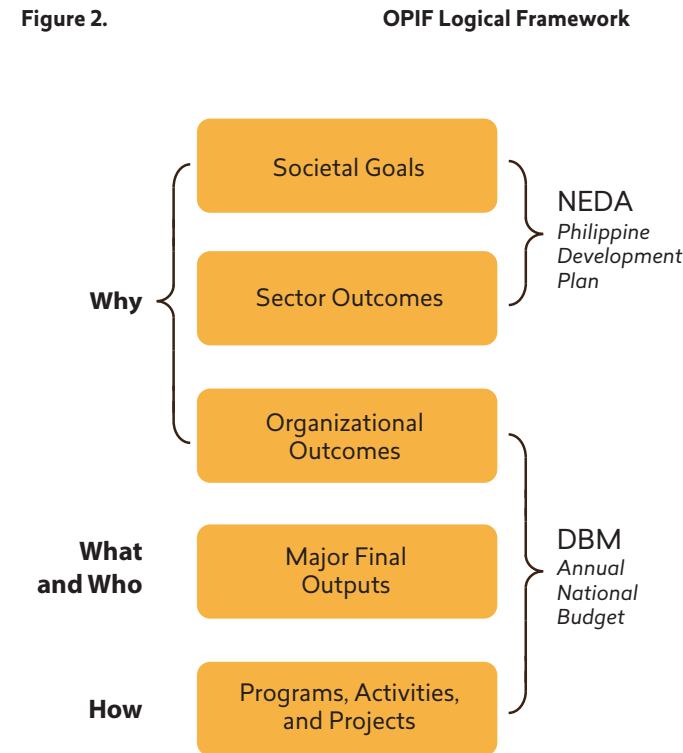 Figure 2. OPIF Logical Framework
Societal Goals
NEDA
Philippine
Development
Plan
Why
Sector Outcomes
Organizational
Outcomes
What
and Who
Major Final
Outputs
DBM
Annual
National
Budget
How
Programs, Activities,
and Projects